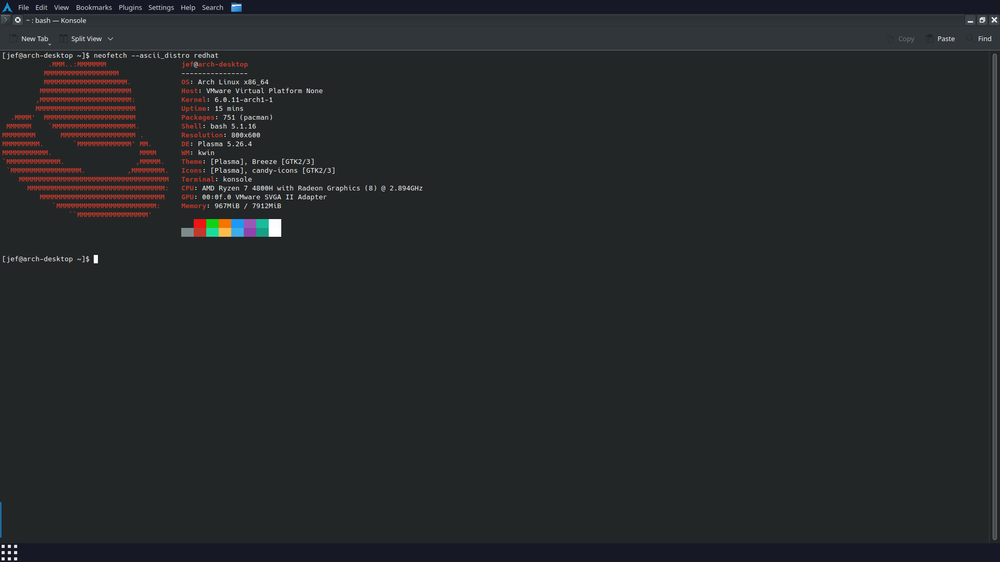 File Edit View Bookmarks Plugins Settings Help Search
~ : bash — Konsole
New Tab Split View Copy Paste Find
[jef@arch-desktop ~]$ neofetch --ascii_distro redhat
.MMM..:MMMMMMM jef@arch-desktop
MMMMMMMMMMMMMMMMMM ----------------
MMMMMMMMMMMMMMMMMMMM. OS: Arch Linux x86_64
MMMMMMMMMMMMMMMMMMMMMM Host: VMware Virtual Platform None
,MMMMMMMMMMMMMMMMMMMMMM: Kernel: 6.0.11-arch1-1
MMMMMMMMMMMMMMMMMMMMMMMM Uptime: 15 mins
.MMMM' MMMMMMMMMMMMMMMMMMMMMM Packages: 751 (pacman)
MMMMMM `MMMMMMMMMMMMMMMMMMMM. Shell: bash 5.1.16
MMMMMMMM MMMMMMMMMMMMMMMMMM . Resolution: 800x600
MMMMMMMMM. `MMMMMMMMMMMMM' MM. DE: Plasma 5.26.4
MMMMMMMMMMM. MMMM WM: kwin
`MMMMMMMMMMMMM. ,MMMMM. Theme: [Plasma], Breeze [GTK2/3]
`MMMMMMMMMMMMMMMMM. ,MMMMMMMM. Icons: [Plasma], candy-icons [GTK2/3]
MMMMMMMMMMMMMMMMMMMMMMMMMMMMMMMMMMMM Terminal: konsole
MMMMMMMMMMMMMMMMMMMMMMMMMMMMMMMMM: CPU: AMD Ryzen 7 4800H with Radeon Graphics (8) @ 2.894GHz
MMMMMMMMMMMMMMMMMMMMMMMMMMMMMM GPU: 00:0f.0 VMware SVGA II Adapter
`MMMMMMMMMMMMMMMMMMMMMMMM: Memory: 967MiB / 7912MiB
``MMMMMMMMMMMMMMMMM'
[jef@arch-desktop ~]$